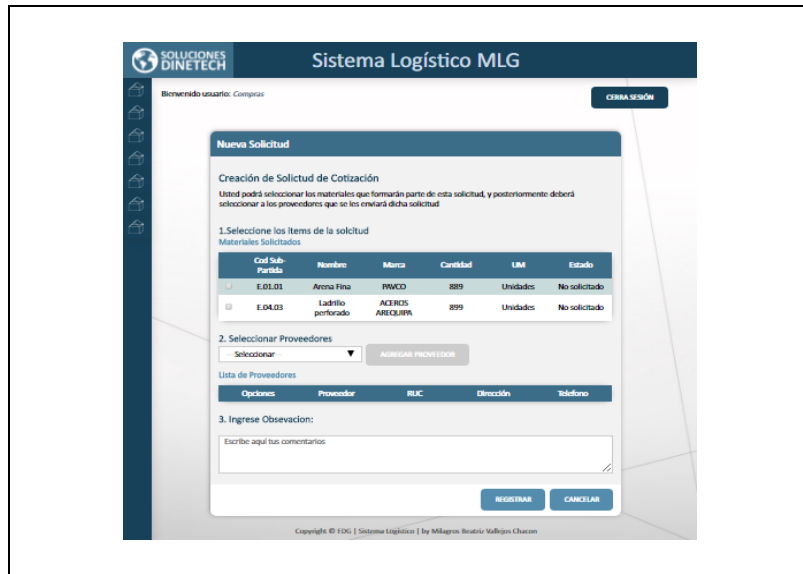 SOLUCIONES
DINETECH
Sistema Logístico MLG
Bienvenido usuario: Compras
CERRA SESIÓN
Nueva Solicitud
Creación de Solictud de Cotización
Usted podrá seleccionar los materiales que formarán parte de esta solicitud, y posteriormente deberá
seleccionar a los proveedores que se les enviará dicha solicitud
1.Seleccione los items de la solcitud
Materiales Solicitados
Cod Sub-Partida Nombre Marca Cantidad UM Estado
E.01.01 Arena Fina PAVCO 889 Unidades No solicitado
E.04.03 Ladrillo perforado ACEROS AREQUIPA 899 Unidades No solicitado
2. Seleccionar Proveedores
-- Seleccionar-- AGREGAR PROVEEDOR
Lista de Proveedores
Opciones Proveedor RUC Dirección Telefono
3. Ingrese Obsevacion:
Escribe aquí tus comentarios
REGISTRAR CANCELAR
Copyright © FDG | Sistema Logístico | by Milagros Beatriz Vallejos Chacon